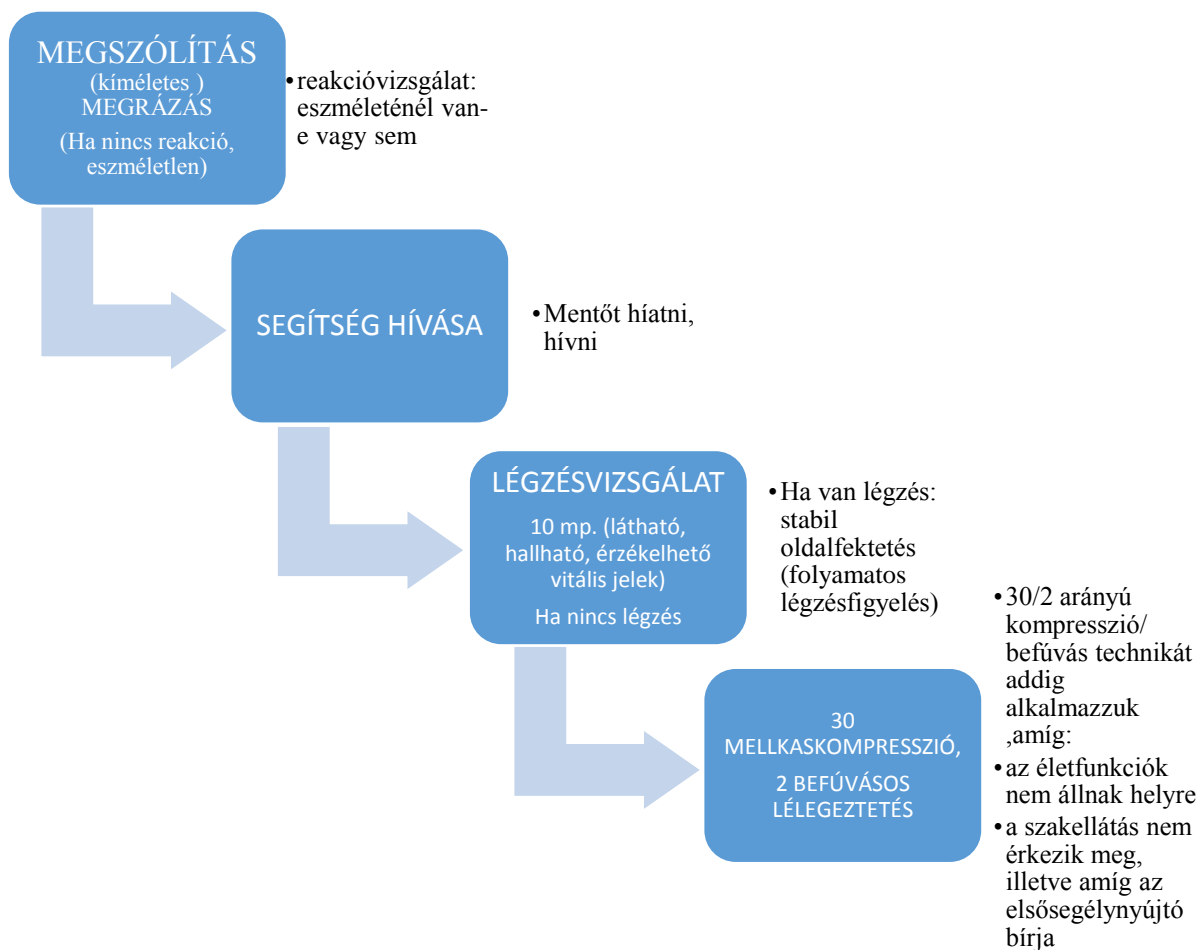 MEGSZÓLÍTÁS
(kíméletes )
MEGRÁZÁS
(Ha nincs reakció,
eszméletlen)
•reakcióvizsgálat:
eszméleténél van-
e vagy sem
SEGÍTSÉG HÍVÁSA
•Mentőt híatni,
hívni
LÉGZÉSVIZSGÁLAT
10 mp. (látható,
hallható, érzékelhető
vitális jelek)
Ha nincs légzés
•Ha van légzés:
stabil
oldalfektetés
(folyamatos
légzésfigyelés)
30
MELLKASKOMPRESSZIÓ,
2 BEFÚVÁSOS
LÉLEGEZTETÉS
•30/2 arányú
kompresszió/
befúvás technikát
addig
alkalmazzuk
,amíg:
•az életfunkciók
nem állnak helyre
•a szakellátás nem
érkezik meg,
illetve amíg az
elsősegélynyújtó
bírja